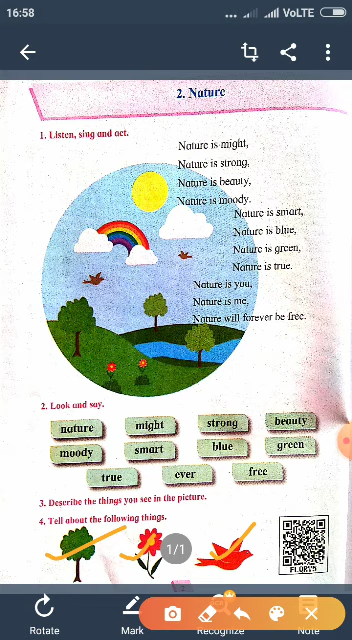 16:58
VoLTE
2. Nature
1. Listen, sing and act.
Nature is might,
Nature is strong,
Nature is beauty,
Nature is moody.
Nature is smart,
Nature is blue,
Nature is green,
Nature is true.
Nature is you,
Nature is me,
Nature will forever be free.
2. Look and say.
nature might strong beauty
moody smart blue green
true ever free
3. Describe the things you see in the picture.
4. Tell about the following things.
1/1
FL6RY5
Rotate Mark Recognize Note